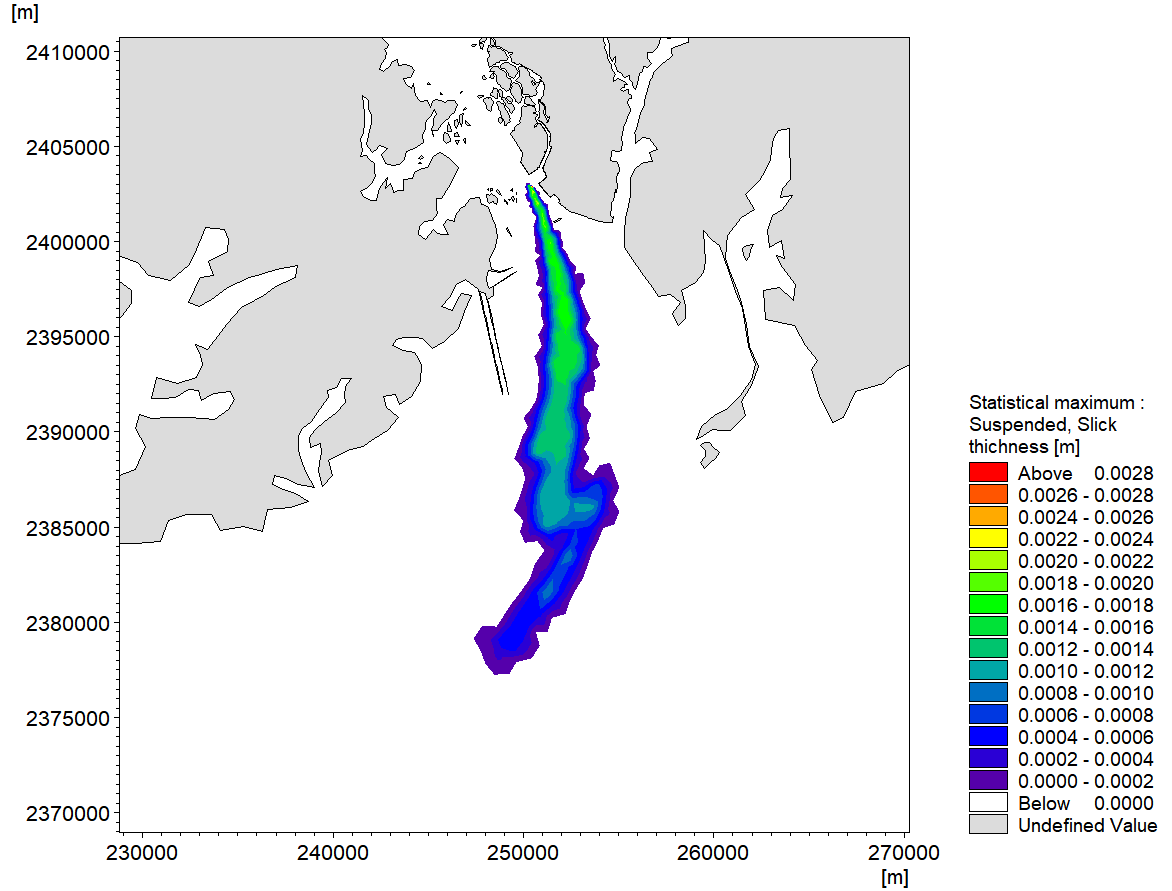 [m]
2410000
2405000
2400000
2395000
2390000
2385000
2380000
2375000
2370000
230000 240000 250000 260000 270000
[m]
Statistical maximum :
Suspended, Slick
thichness [m]
Above 0.0028
0.0026 - 0.0028
0.0024 - 0.0026
0.0022 - 0.0024
0.0020 - 0.0022
0.0018 - 0.0020
0.0016 - 0.0018
0.0014 - 0.0016
0.0012 - 0.0014
0.0010 - 0.0012
0.0008 - 0.0010
0.0006 - 0.0008
0.0004 - 0.0006
0.0002 - 0.0004
0.0000 - 0.0002
Below 0.0000
Undefined Value